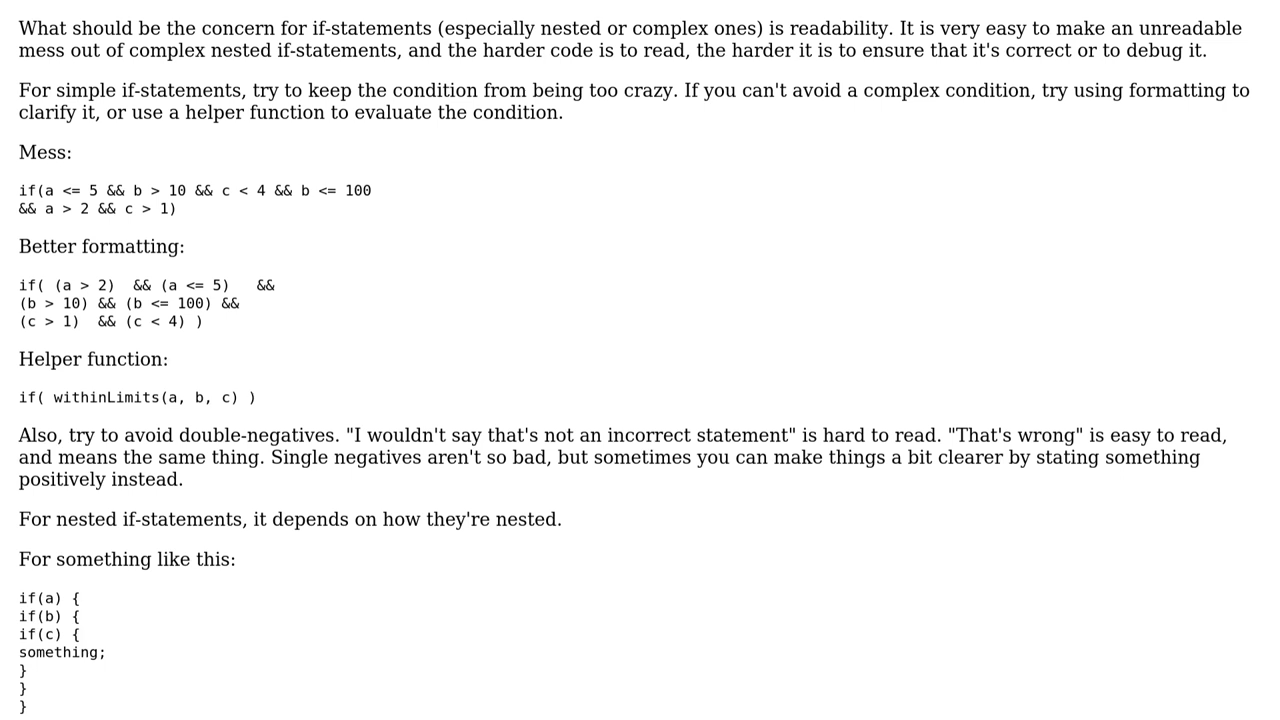 What should be the concern for if-statements (especially nested or complex ones) is readability. It is very easy to make an unreadable
mess out of complex nested if-statements, and the harder code is to read, the harder it is to ensure that it's correct or to debug it.
For simple if-statements, try to keep the condition from being too crazy. If you can't avoid a complex condition, try using formatting to
clarify it, or use a helper function to evaluate the condition.
Mess:
if(a <= 5 && b > 10 && c < 4 && b <= 100
&& a > 2 && c > 1)
Better formatting:
if( (a > 2)  && (a <= 5)   &&
(b > 10) && (b <= 100) &&
(c > 1)  && (c < 4) )
Helper function:
if( withinLimits(a, b, c) )
Also, try to avoid double-negatives. "I wouldn't say that's not an incorrect statement" is hard to read. "That's wrong" is easy to read,
and means the same thing. Single negatives aren't so bad, but sometimes you can make things a bit clearer by stating something
positively instead.
For nested if-statements, it depends on how they're nested.
For something like this:
if(a) {
if(b) {
if(c) {
something;
}
}
}